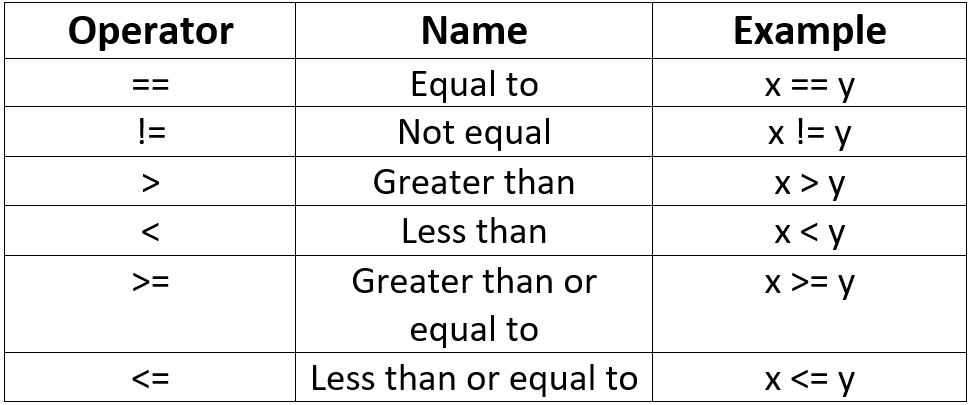 Operator Name Example
== Equal to x == y
!= Not equal x != y
> Greater than x > y
< Less than x < y
>= Greater than or x >= y
equal to
<= Less than or equal to x <= y